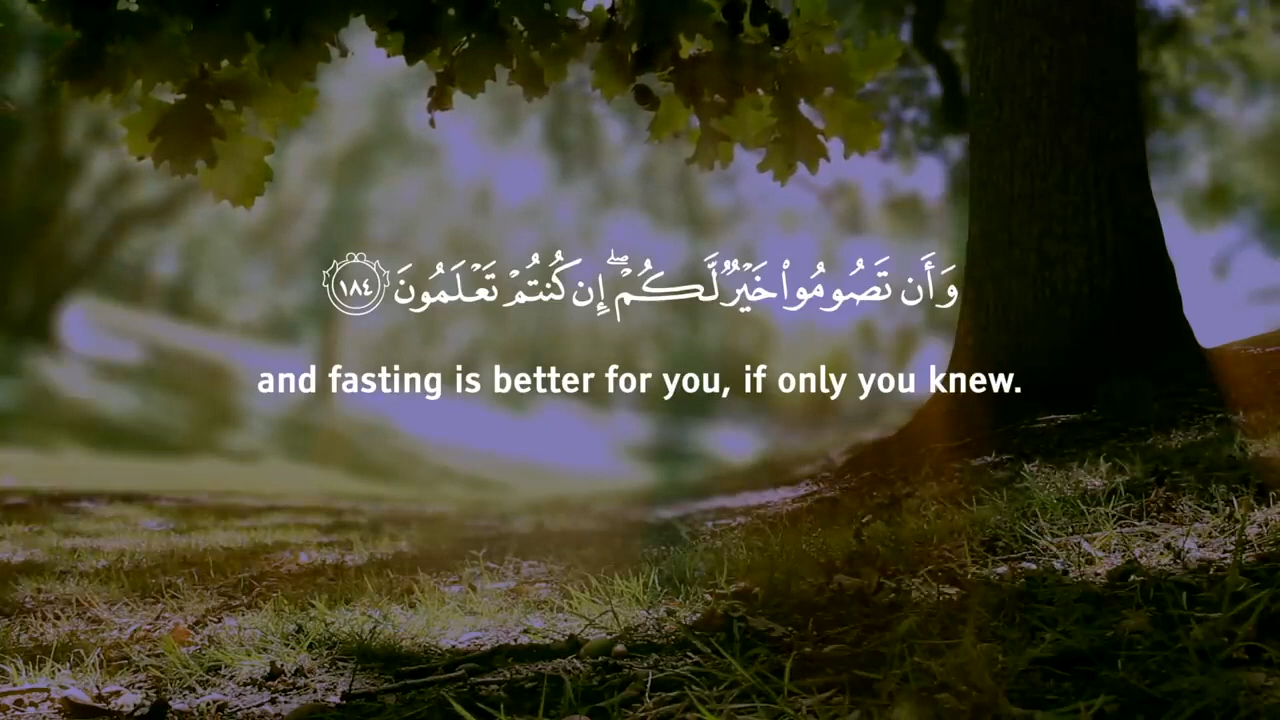 وَأَن تَصُومُوا۟ خَيْرٌۭ لَّكُمْ ۖ إِن كُنتُمْ تَعْلَمُونَ ١٨٤
and fasting is better for you, if only you knew.